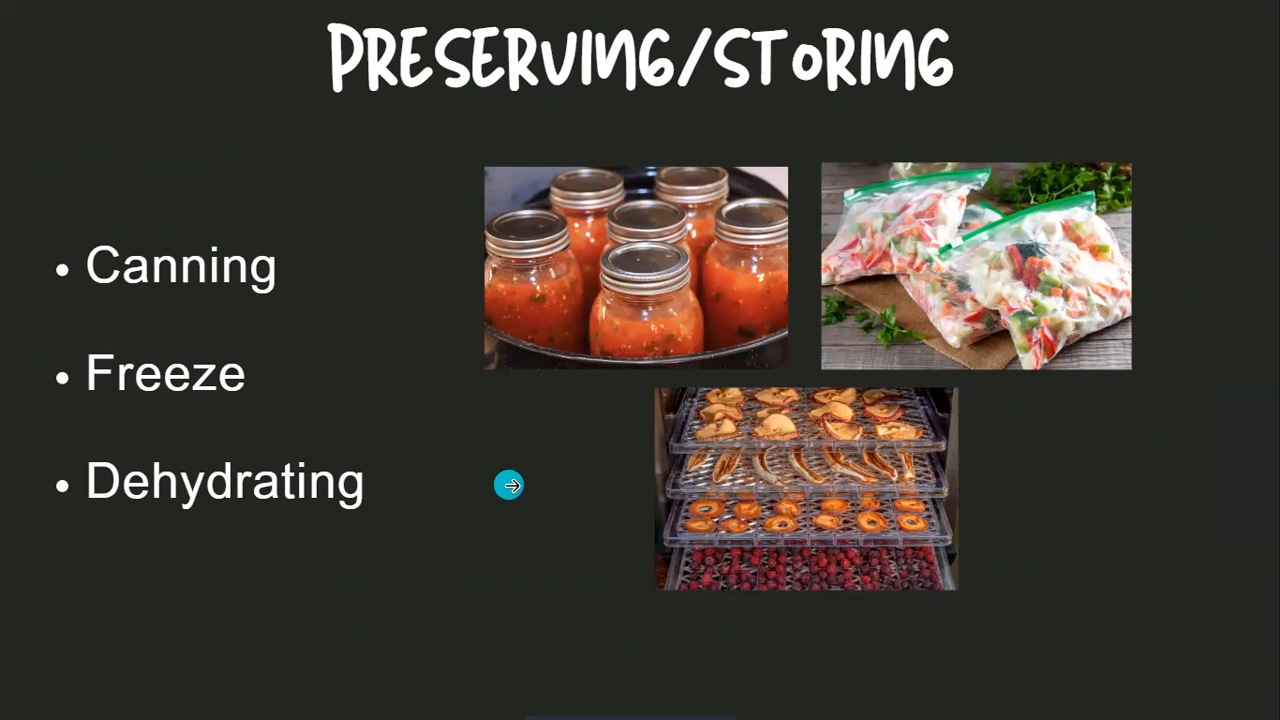 PRESERVING/STORING
• Canning
• Freeze
• Dehydrating